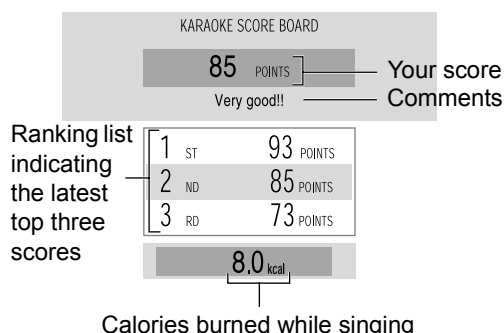 KARAOKE SCORE BOARD
85 POINTS
Your score
Very good!!
Comments
Ranking list
indicating
the latest
top three
scores
1 ST 93 POINTS
2 ND 85 POINTS
3 RD 73 POINTS
8.0 kcal
Calories burned while singing